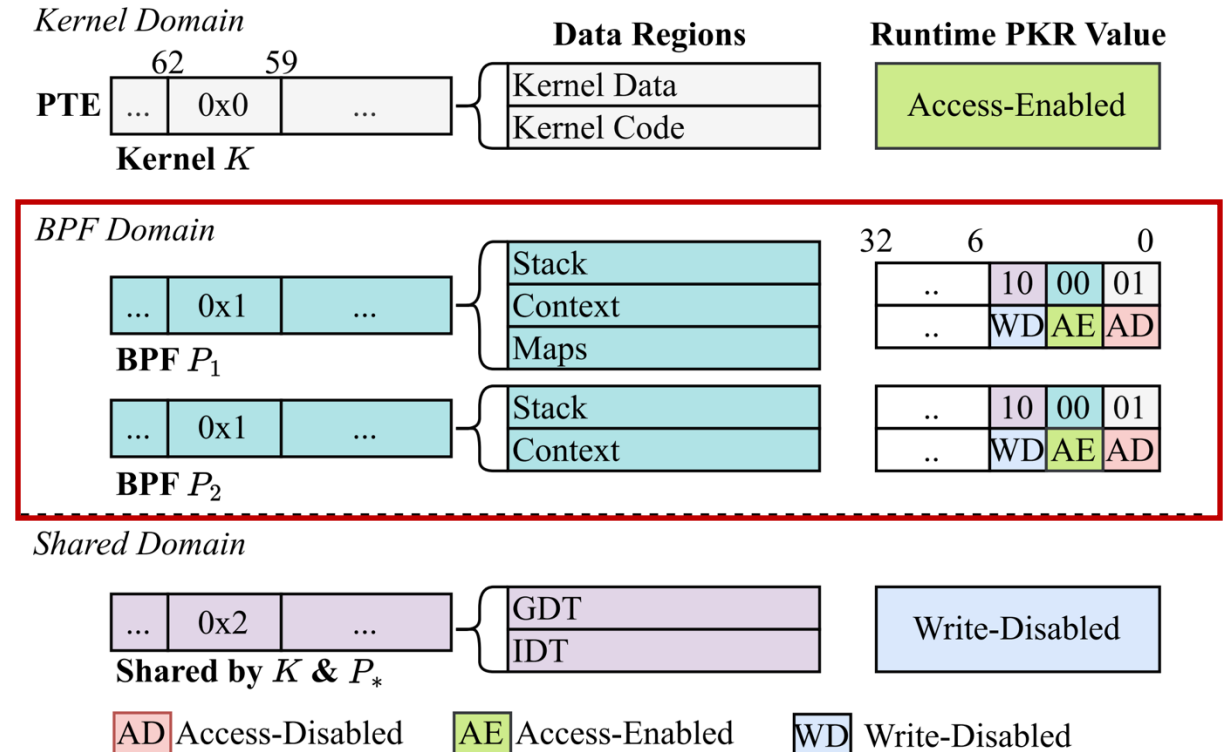 Kernel Domain
Data Regions Runtime PKR Value
62 59
PTE ... 0x0 ...
Kernel Data
Kernel Code
Access-Enabled
Kernel K
BPF Domain
32 6 0
... 0x1 ...
Stack
Context
Maps
.. 10 00 01
.. WD AE AD
BPF P₁
... 0x1 ...
Stack
Context
.. 10 00 01
.. WD AE AD
BPF P₂
Shared Domain
... 0x2 ...
GDT
IDT
Write-Disabled
Shared by K & P*
AD Access-Disabled AE Access-Enabled WD Write-Disabled